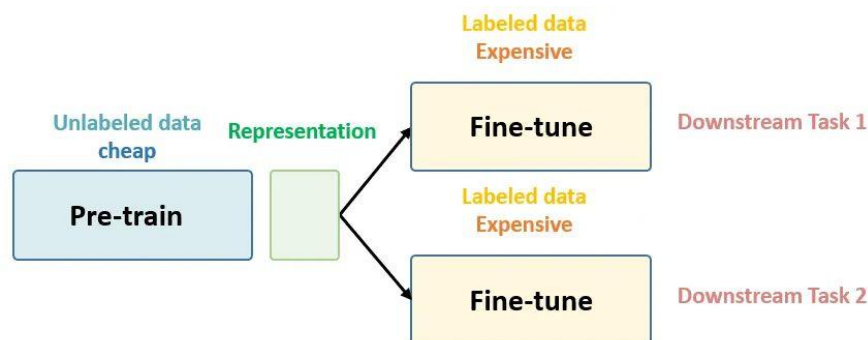 Labeled data
Expensive
Fine-tune
Downstream Task 1
Unlabeled data
cheap
Representation
Pre-train
Labeled data
Expensive
Fine-tune
Downstream Task 2